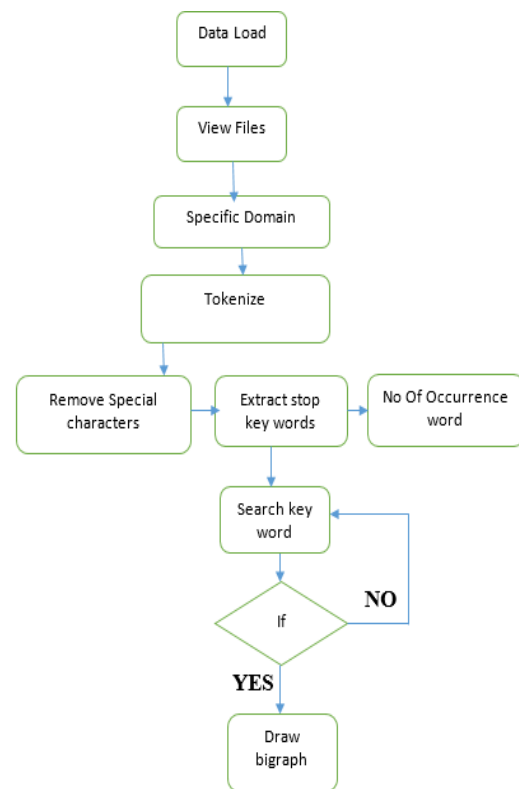 Data Load
View Files
Specific Domain
Tokenize
Remove Special
characters
Extract stop
key words
No Of Occurrence
word
Search key
word
If
NO
YES
Draw
bigraph